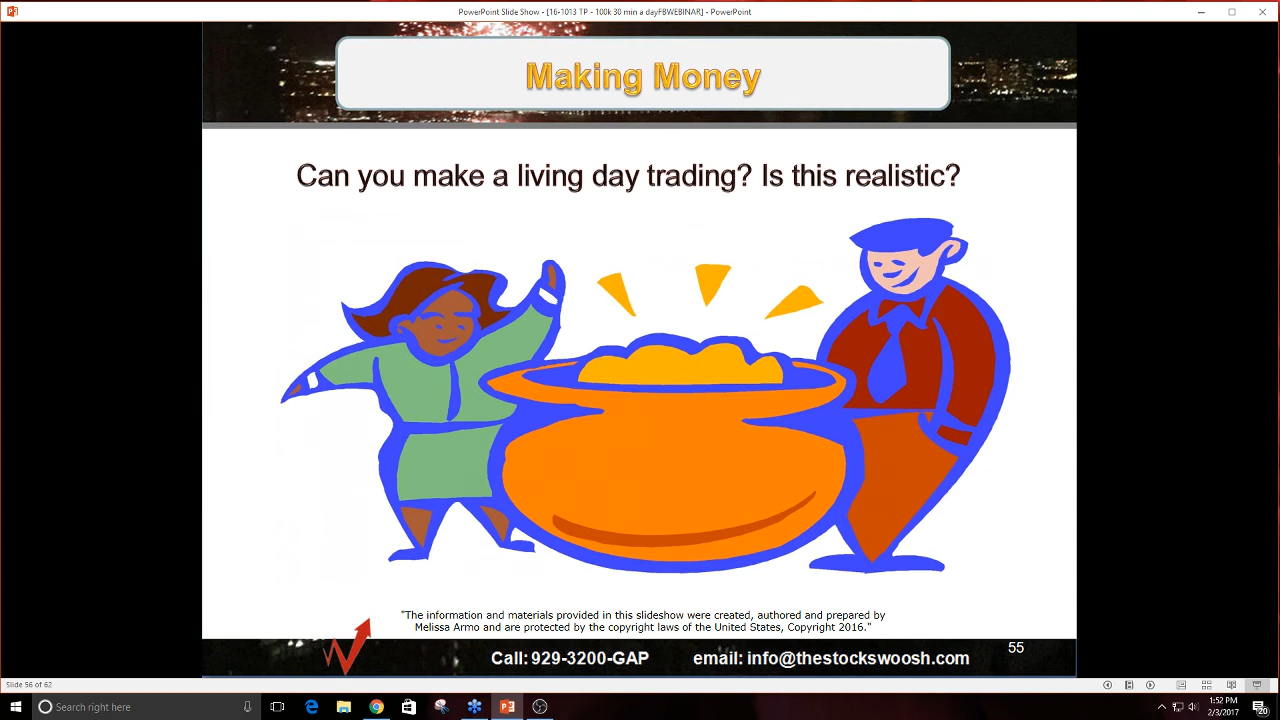 PowerPoint Slide Show - [16-1013 TP - 100k 30 min a dayFBWEBINAR] - PowerPoint
Making Money
Can you make a living day trading? Is this realistic?
"The information and materials provided in this slideshow were created, authored and prepared by
Melissa Armo and are protected by the copyright laws of the United States, Copyright 2016."
Call: 929-3200-GAP email: info@thestockswoosh.com 55
Slide 56 of 62
Search right here
1:52 PM
2/3/2017
20